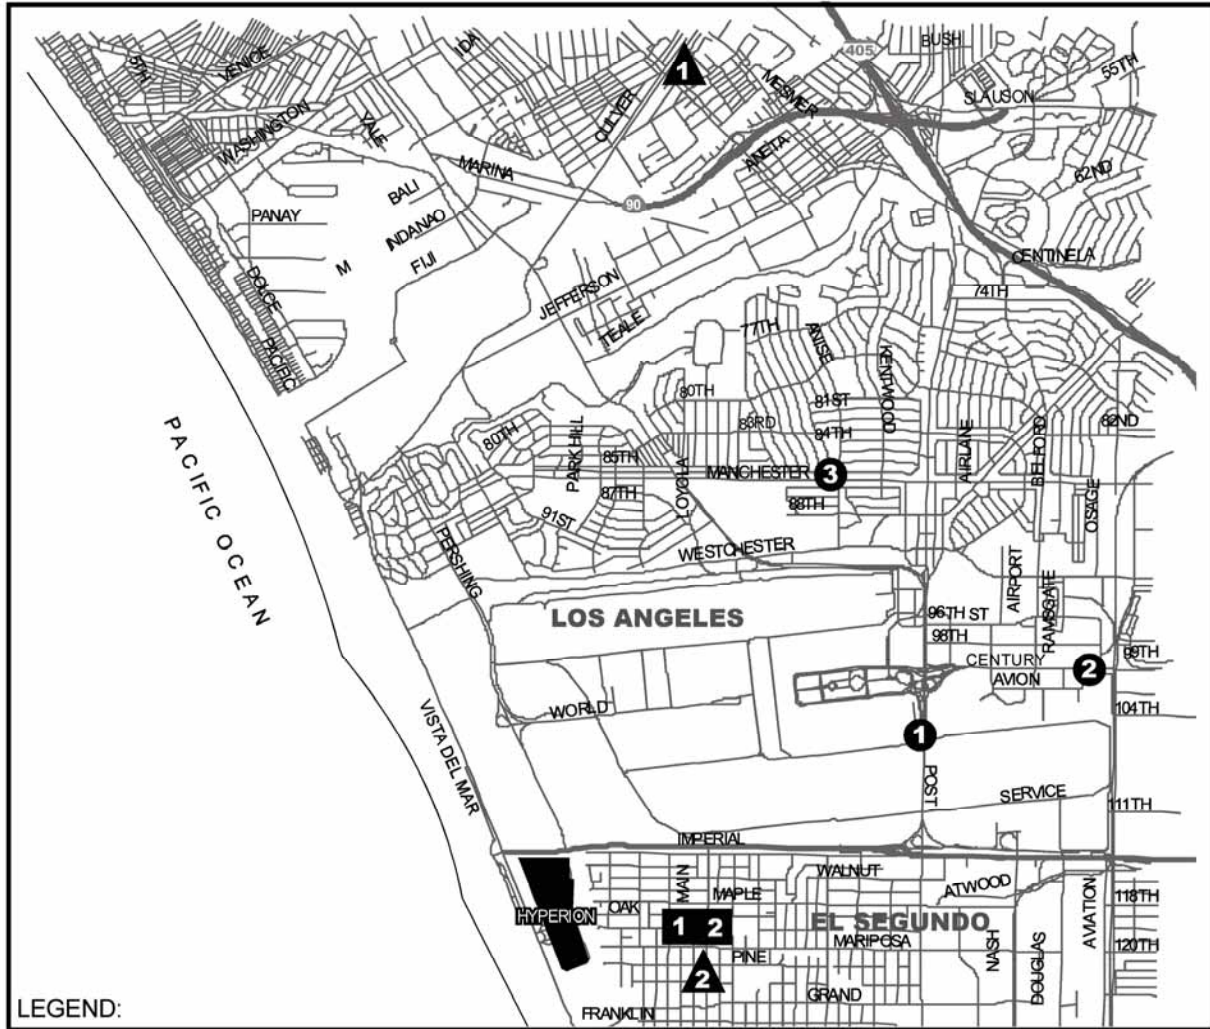 405
BUSH
55TH
SLAUSON
5TH
VENICE
IDA
1
MESMER
CULVER
WASHINGTON
YALE
MARINA
ANETA
62ND
90
BALI
PANAY
INDANAO
M
FIJI
CENTINELA
DOLCE
JEFFERSON
74TH
TEALE
77TH
ANISE
KENTWOOD
PACIFIC
80TH
81ST
83RD
84TH
80TH
PARK HILL
85TH
MANCHESTER
3
AIRLANE
BELFORD
82ND
87TH
LOYOLA
88TH
OSAGE
91ST
PACIFIC OCEAN
PERSHING
WESTCHESTER
AIRPORT
RAMSGATE
LOS ANGELES
96TH ST
98TH
CENTURY
99TH
AVION
2
WORLD
104TH
VISTA DEL MAR
1
POST
SERVICE
111TH
IMPERIAL
WALNUT
MAIN
MAPLE
ATWOOD
118TH
HYPERION
OAK
1 2
EL SEGUNDO
AVIATION
MARIPOSA
NASH
DOUGLAS
120TH
PINE
2
GRAND
FRANKLIN
LEGEND: